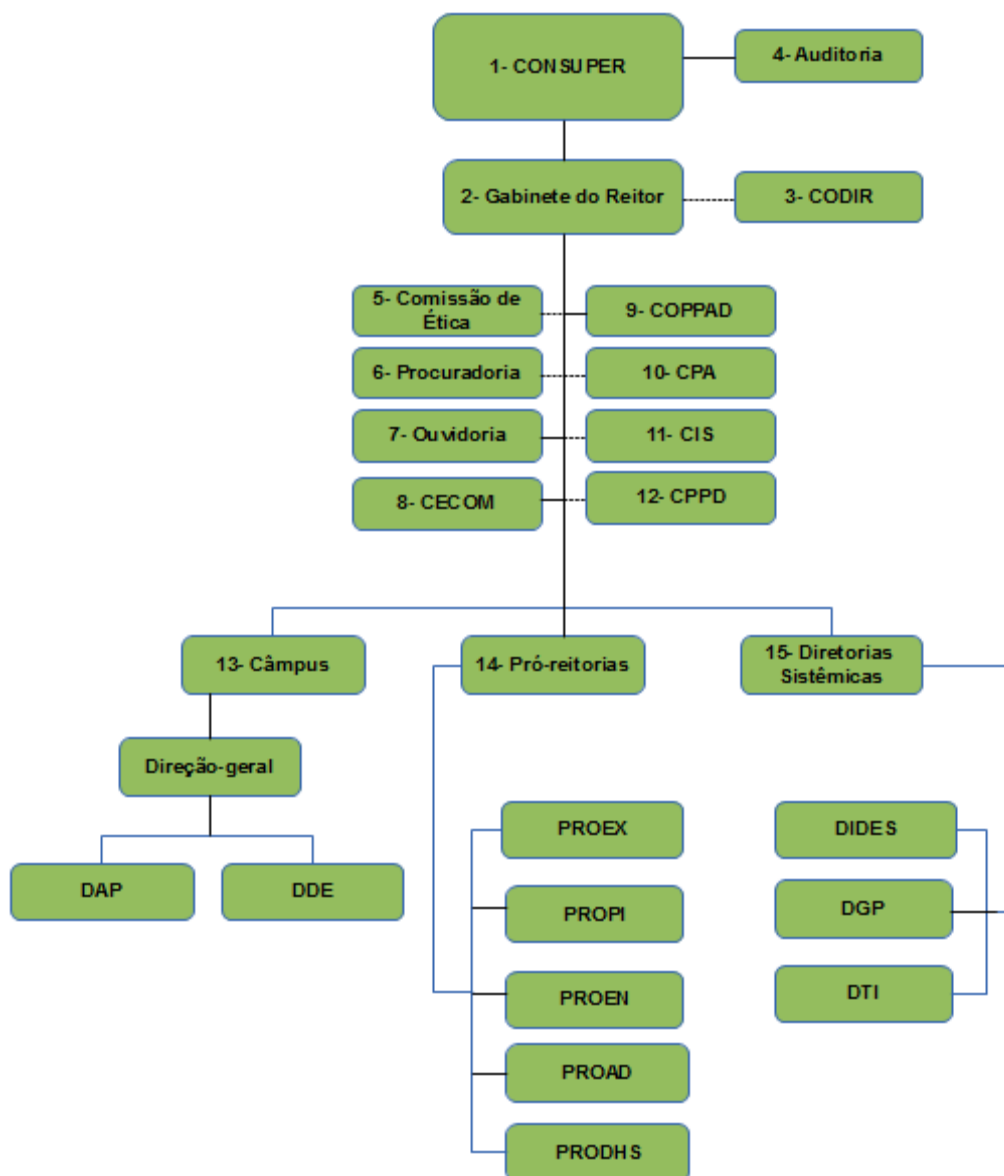 1- CONSUPER
4- Auditoria
2- Gabinete do Reitor
3- CODIR
5- Comissão de
Ética
9- COPPAD
6- Procuradoria
10- CPA
7- Ouvidoria
11- CIS
8- CECOM
12- CPPD
13- Câmpus
14- Pró-reitorias
15- Diretorias
Sistêmicas
Direção-geral
DAP
DDE
PROEX
DIDES
PROPI
DGP
PROEN
DTI
PROAD
PRODHS